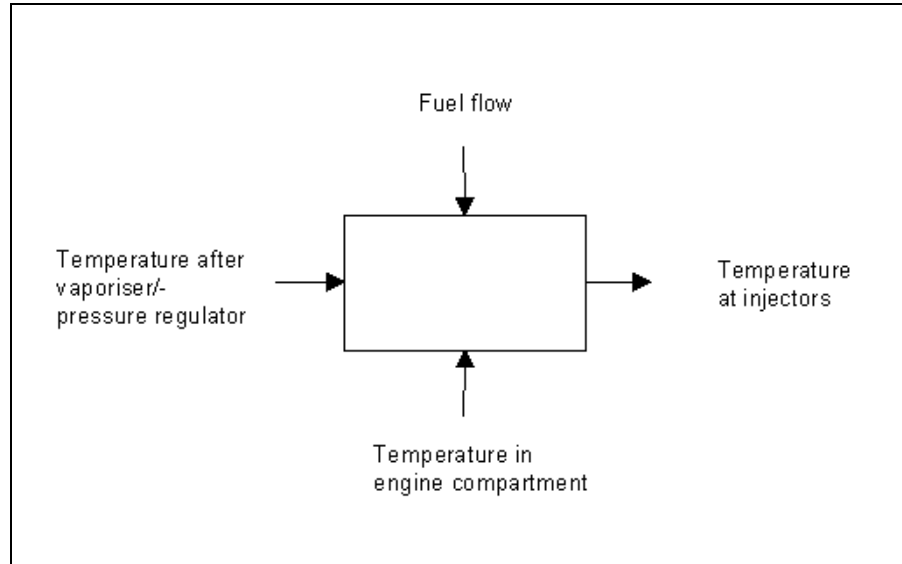 Fuel flow
Temperature after
vaporiser/-
pressure regulator
Temperature
at injectors
Temperature in
engine compartment